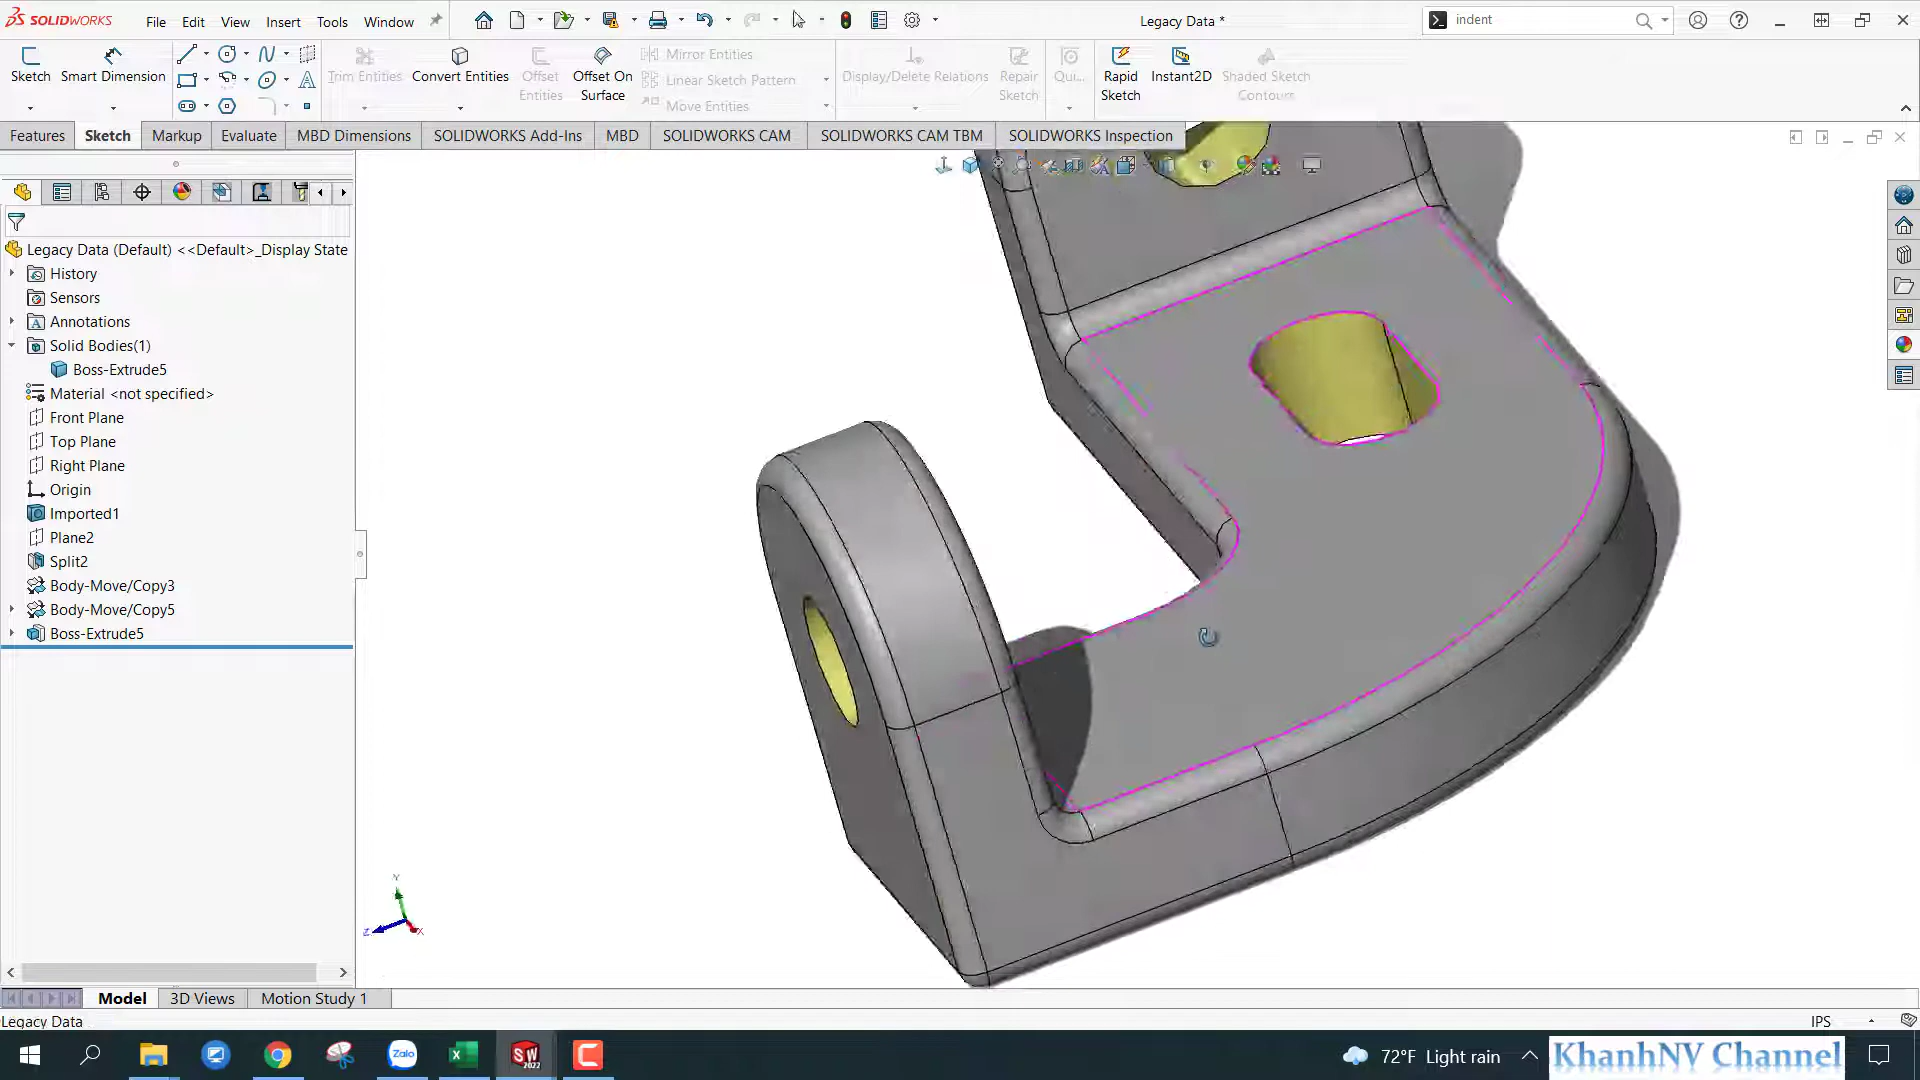 SOLIDWORKS File Edit View Insert Tools Window Legacy Data * indent
Sketch Smart Dimension Trim Entities Convert Entities Offset Entities Offset On Surface Mirror Entities Linear Sketch Pattern Move Entities Display/Delete Relations Repair Sketch Qui... Rapid Sketch Instant2D Shaded Sketch Contours
Features Sketch Markup Evaluate MBD Dimensions SOLIDWORKS Add-Ins MBD SOLIDWORKS CAM SOLIDWORKS CAM TBM SOLIDWORKS Inspection
Legacy Data (Default) <<Default>_Display State
History
Sensors
Annotations
Solid Bodies(1)
Boss-Extrude5
Material <not specified>
Front Plane
Top Plane
Right Plane
Origin
Imported1
Plane2
Split2
Body-Move/Copy3
Body-Move/Copy5
Boss-Extrude5
Y
Z X
Model 3D Views Motion Study 1
Legacy Data IPS
Zalo SW 2022 72°F Light rain KhanhNV Channel